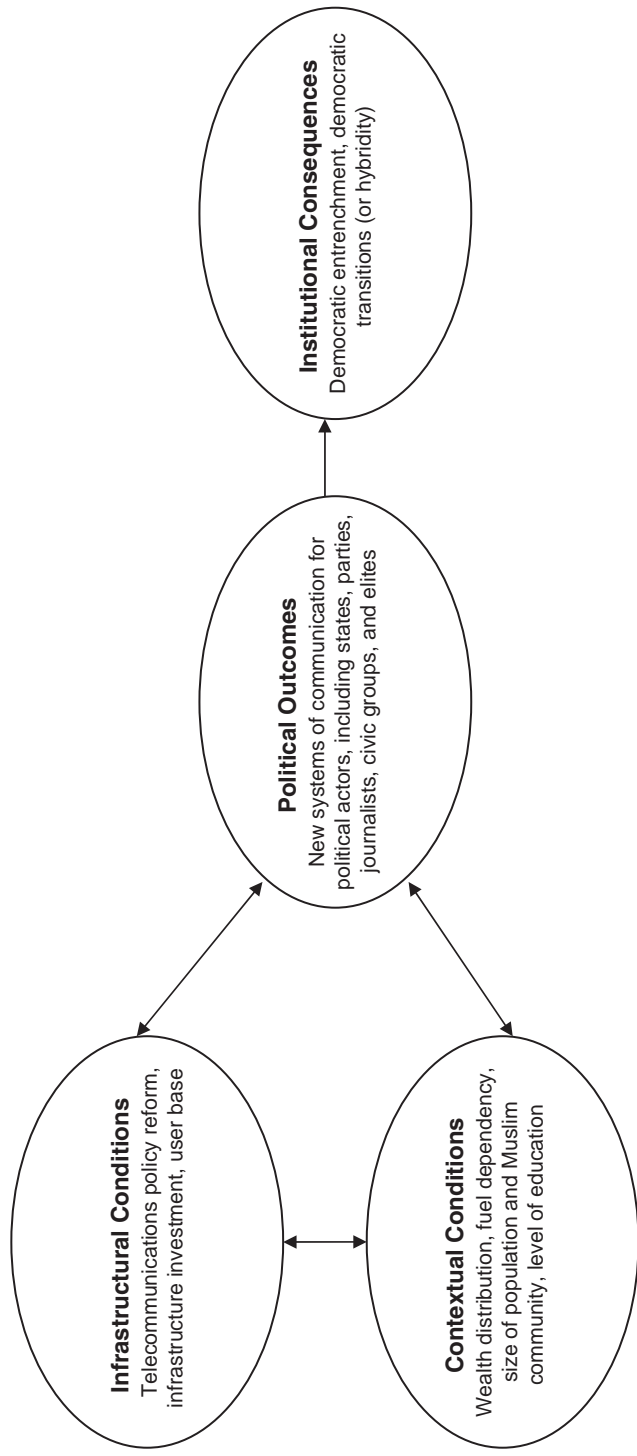 Infrastructural Conditions
Telecommunications policy reform,
infrastructure investment, user base
Contextual Conditions
Wealth distribution, fuel dependency,
size of population and Muslim
community, level of education
Political Outcomes
New systems of communication for
political actors, including states, parties,
journalists, civic groups, and elites
Institutional Consequences
Democratic entrenchment, democratic
transitions (or hybridity)